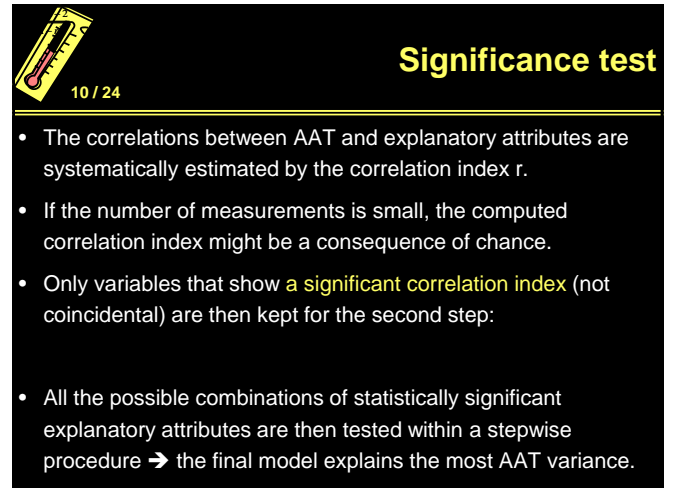 Significance test
10 / 24
• The correlations between AAT and explanatory attributes are
systematically estimated by the correlation index r.
• If the number of measurements is small, the computed
correlation index might be a consequence of chance.
• Only variables that show a significant correlation index (not
coincidental) are then kept for the second step:
• All the possible combinations of statistically significant
explanatory attributes are then tested within a stepwise
procedure ➔ the final model explains the most AAT variance.